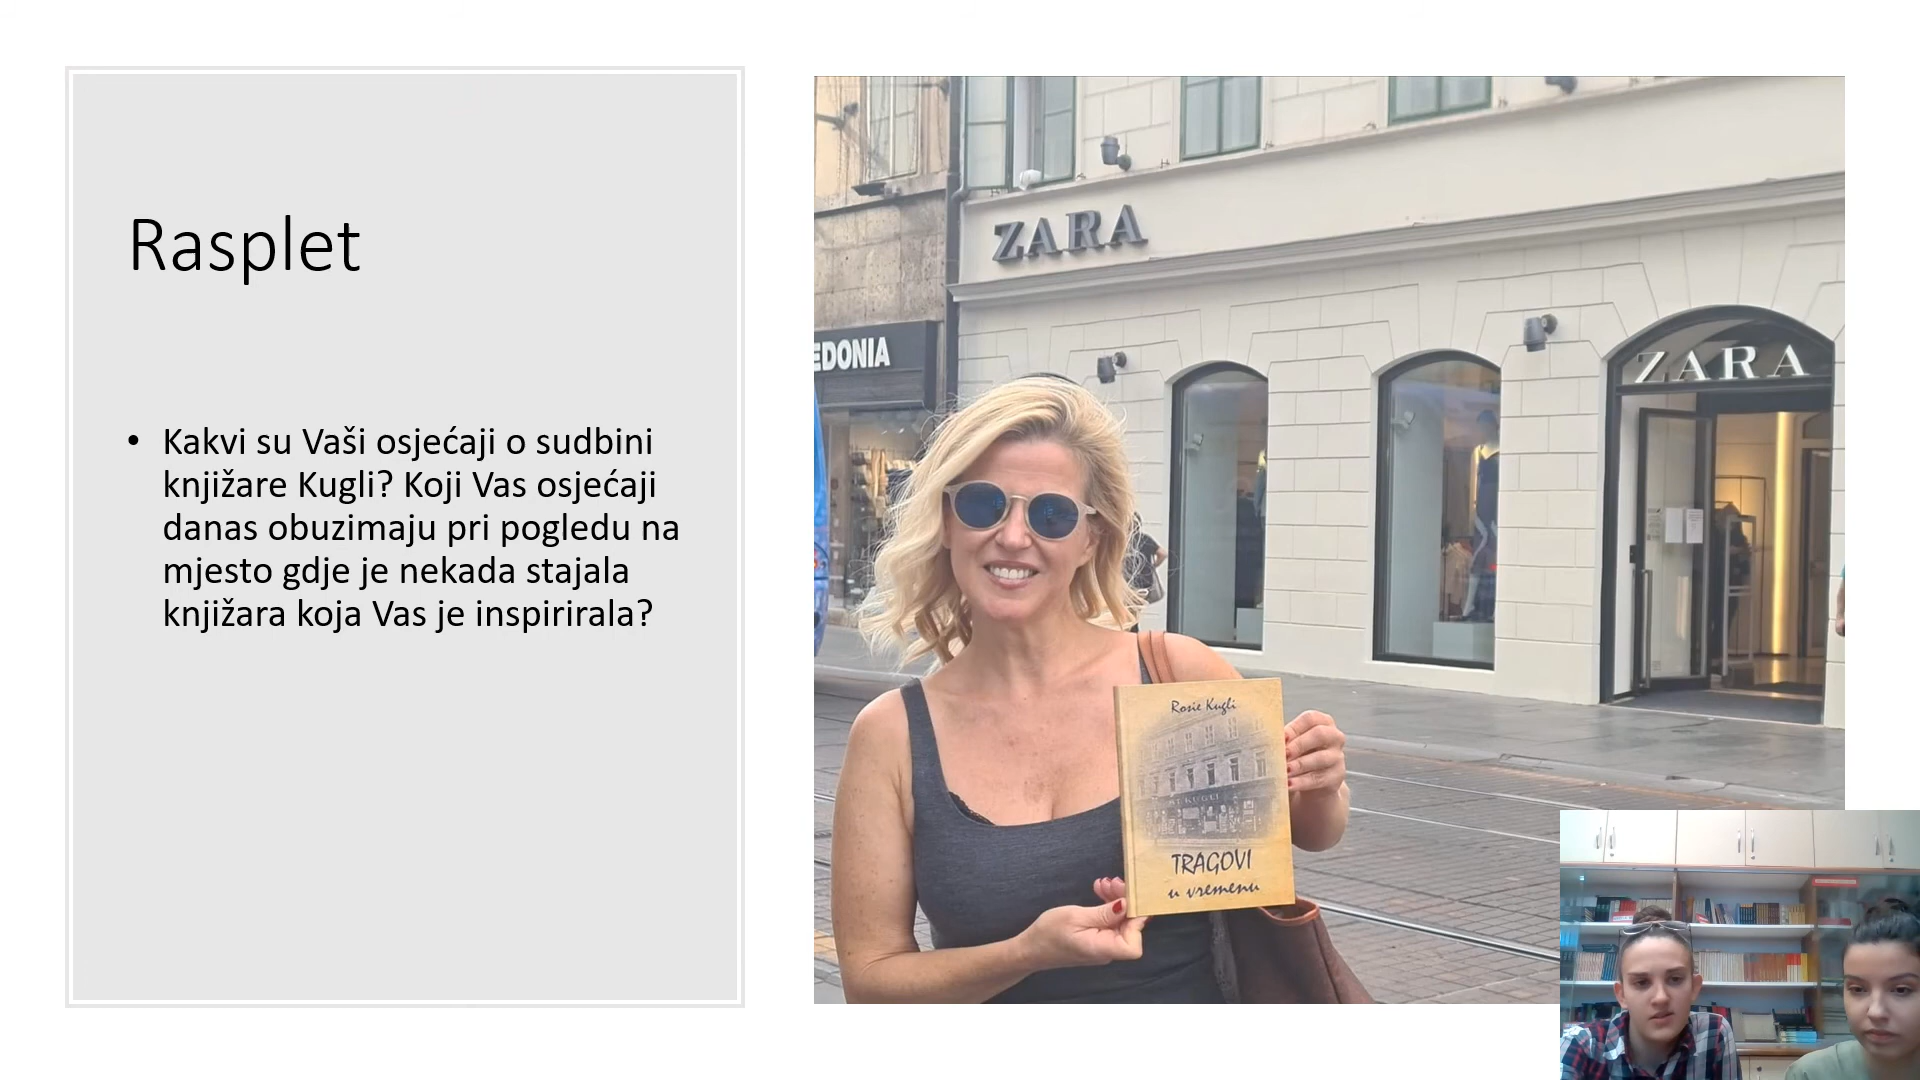 Rasplet
• Kakvi su Vaši osjećaji o sudbini
knjižare Kugli? Koji Vas osjećaji
danas obuzimaju pri pogledu na
mjesto gdje je nekada stajala
knjižara koja Vas je inspirirala?
ZARA
EDONIA
ZARA
Rosie Kugli
ST. KUGLI
TRAGOVI
u vremenu